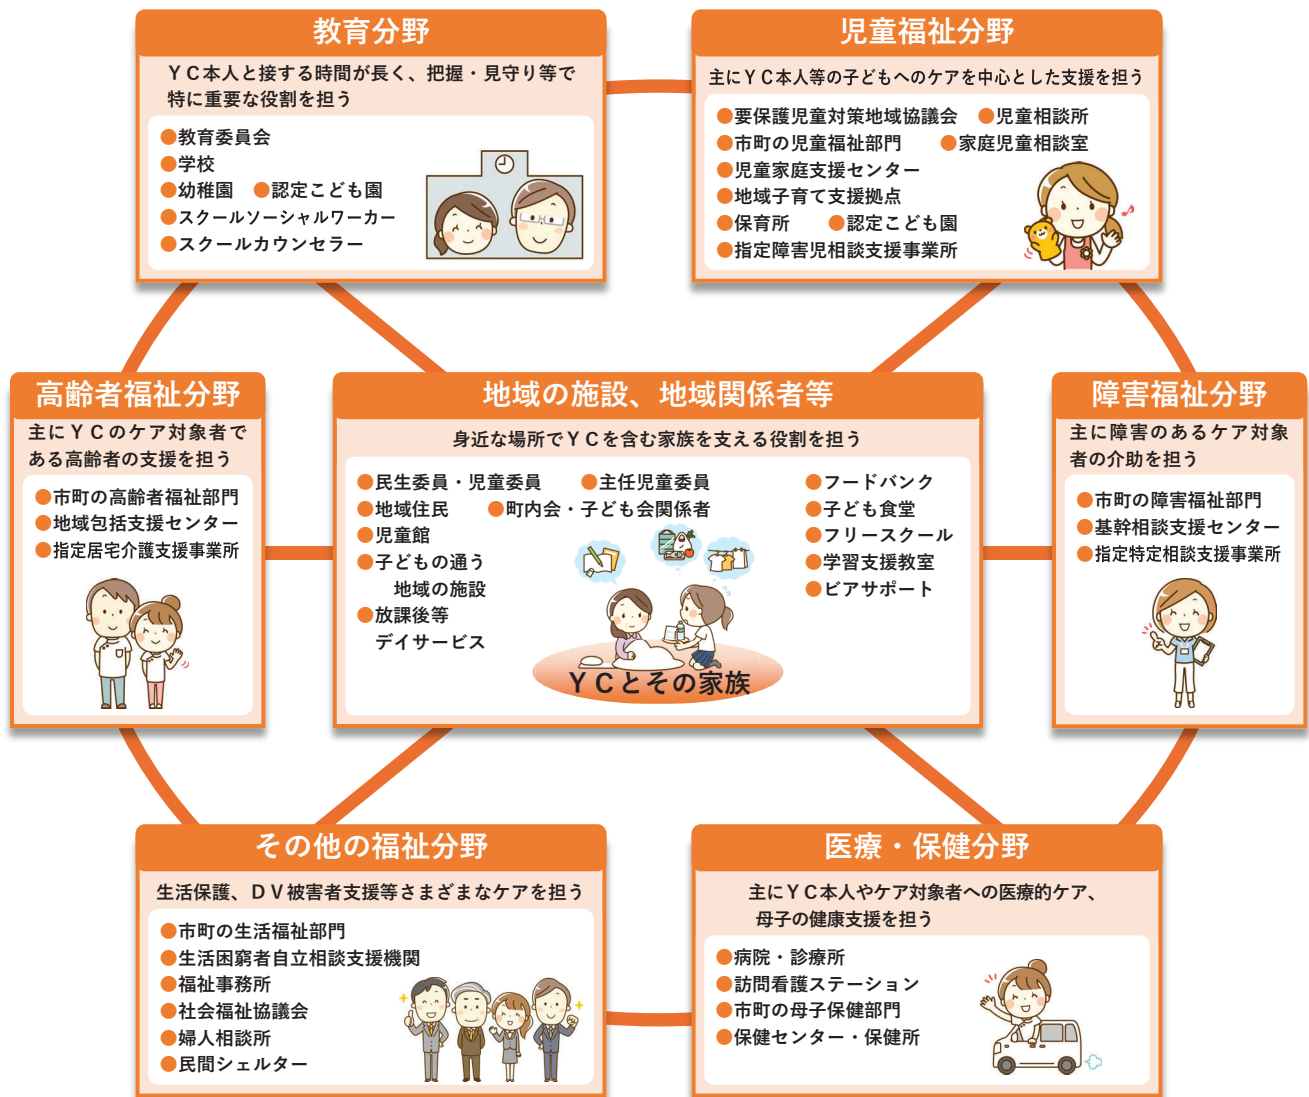 教育分野
ＹＣ本人と接する時間が長く、把握・見守り等で
特に重要な役割を担う
●教育委員会
●学校
●幼稚園　●認定こども園
●スクールソーシャルワーカー
●スクールカウンセラー
児童福祉分野
主にＹＣ本人等の子どもへのケアを中心とした支援を担う
●要保護児童対策地域協議会　●児童相談所
●市町の児童福祉部門　●家庭児童相談室
●児童家庭支援センター
●地域子育て支援拠点
●保育所　●認定こども園
●指定障害児相談支援事業所
高齢者福祉分野
主にＹＣのケア対象者で
ある高齢者の支援を担う
●市町の高齢者福祉部門
●地域包括支援センター
●指定居宅介護支援事業所
地域の施設、地域関係者等
身近な場所でＹＣを含む家族を支える役割を担う
●民生委員・児童委員　●主任児童委員
●地域住民　●町内会・子ども会関係者
●児童館
●子どもの通う
地域の施設
●放課後等
デイサービス
●フードバンク
●子ども食堂
●フリースクール
●学習支援教室
●ピアサポート
ＹＣとその家族
障害福祉分野
主に障害のあるケア対象
者の介助を担う
●市町の障害福祉部門
●基幹相談支援センター
●指定特定相談支援事業所
その他の福祉分野
生活保護、ＤＶ被害者支援等さまざまなケアを担う
●市町の生活福祉部門
●生活困窮者自立相談支援機関
●福祉事務所
●社会福祉協議会
●婦人相談所
●民間シェルター
医療・保健分野
主にＹＣ本人やケア対象者への医療的ケア、
母子の健康支援を担う
●病院・診療所
●訪問看護ステーション
●市町の母子保健部門
●保健センター・保健所